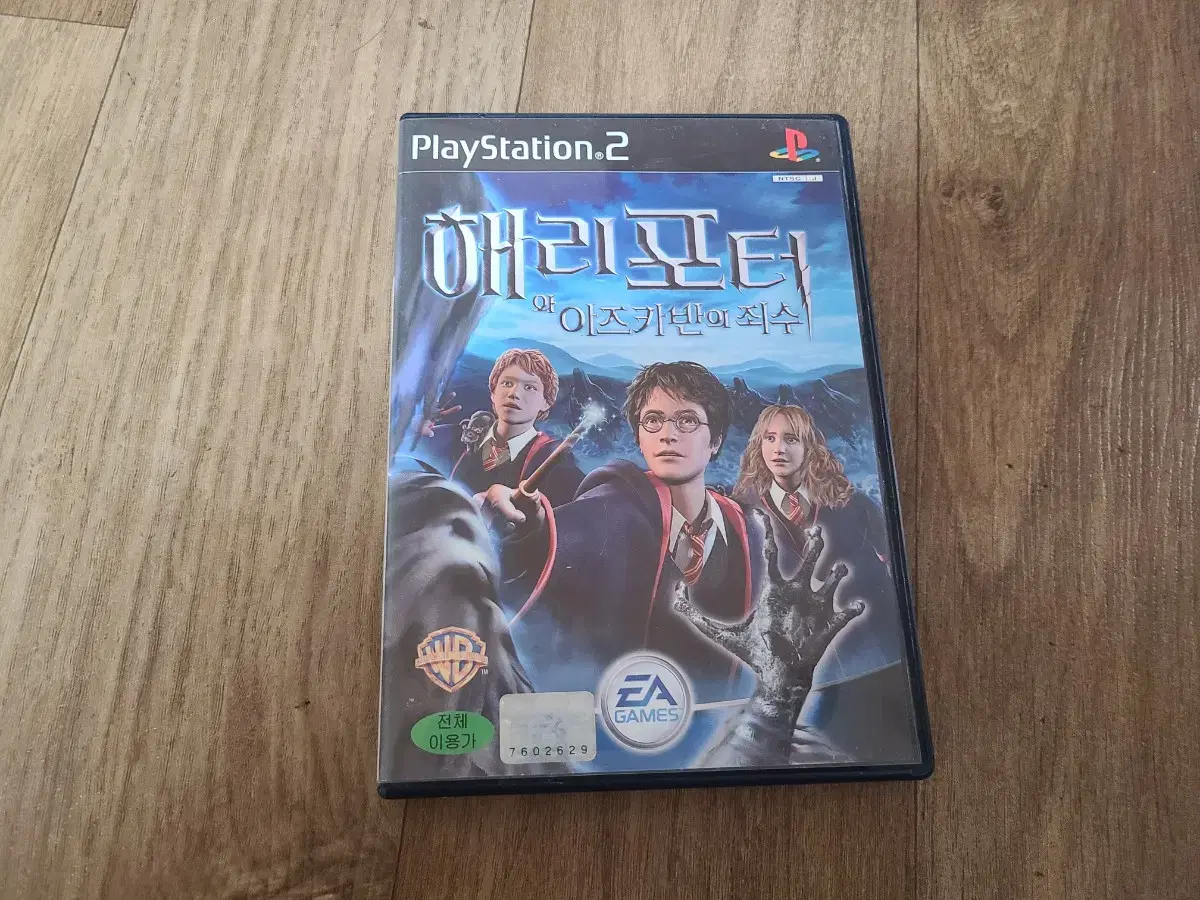 PlayStation®2
NTSC J
해리포터
와 아즈카반의 죄수
WB
TM
EA
GAMES
전체
이용가
7602629